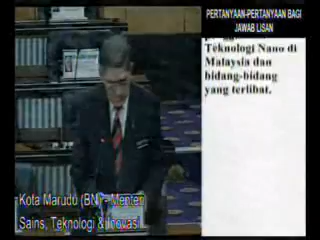 PERTANYAAN-PERTANYAAN BAGI
JAWAB LISAN
Teknologi Nano di
Malaysia dan
bidang-bidang
yang terlibat.
Kota Marudu (BN) - Menteri
Sains, Teknologi & Inovasi